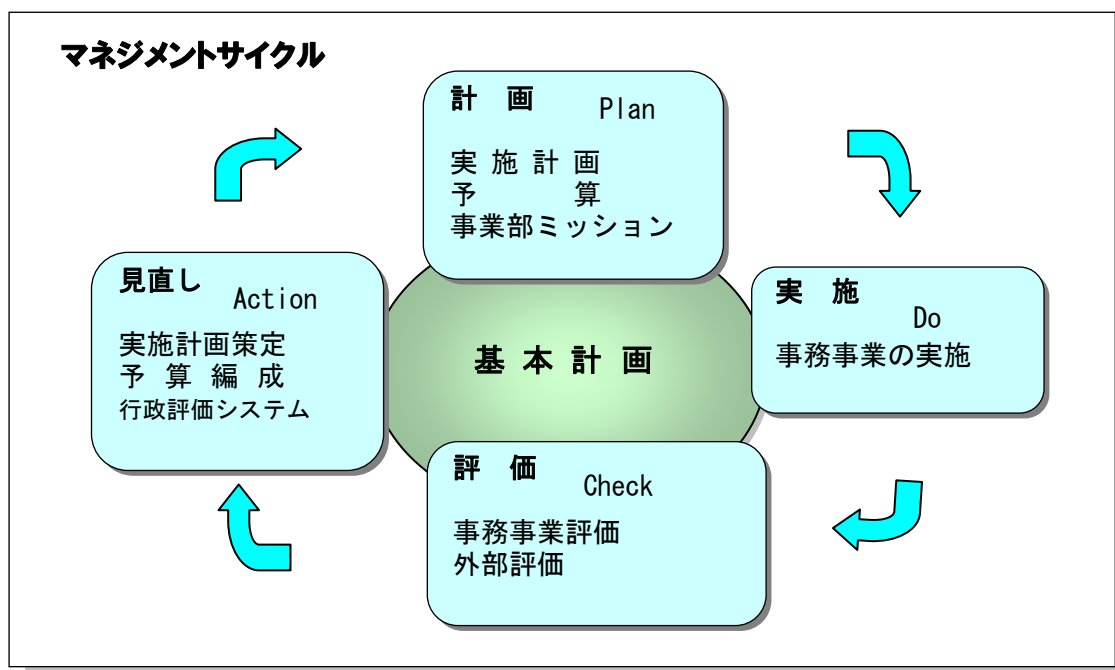 マネジメントサイクル
計　画　Plan
実 施 計 画
予　　　算
事業部ミッション
実　施　Do
事務事業の実施
基 本 計 画
評　価　Check
事務事業評価
外部評価
見直し　Action
実施計画策定
予 算 編 成
行政評価システム